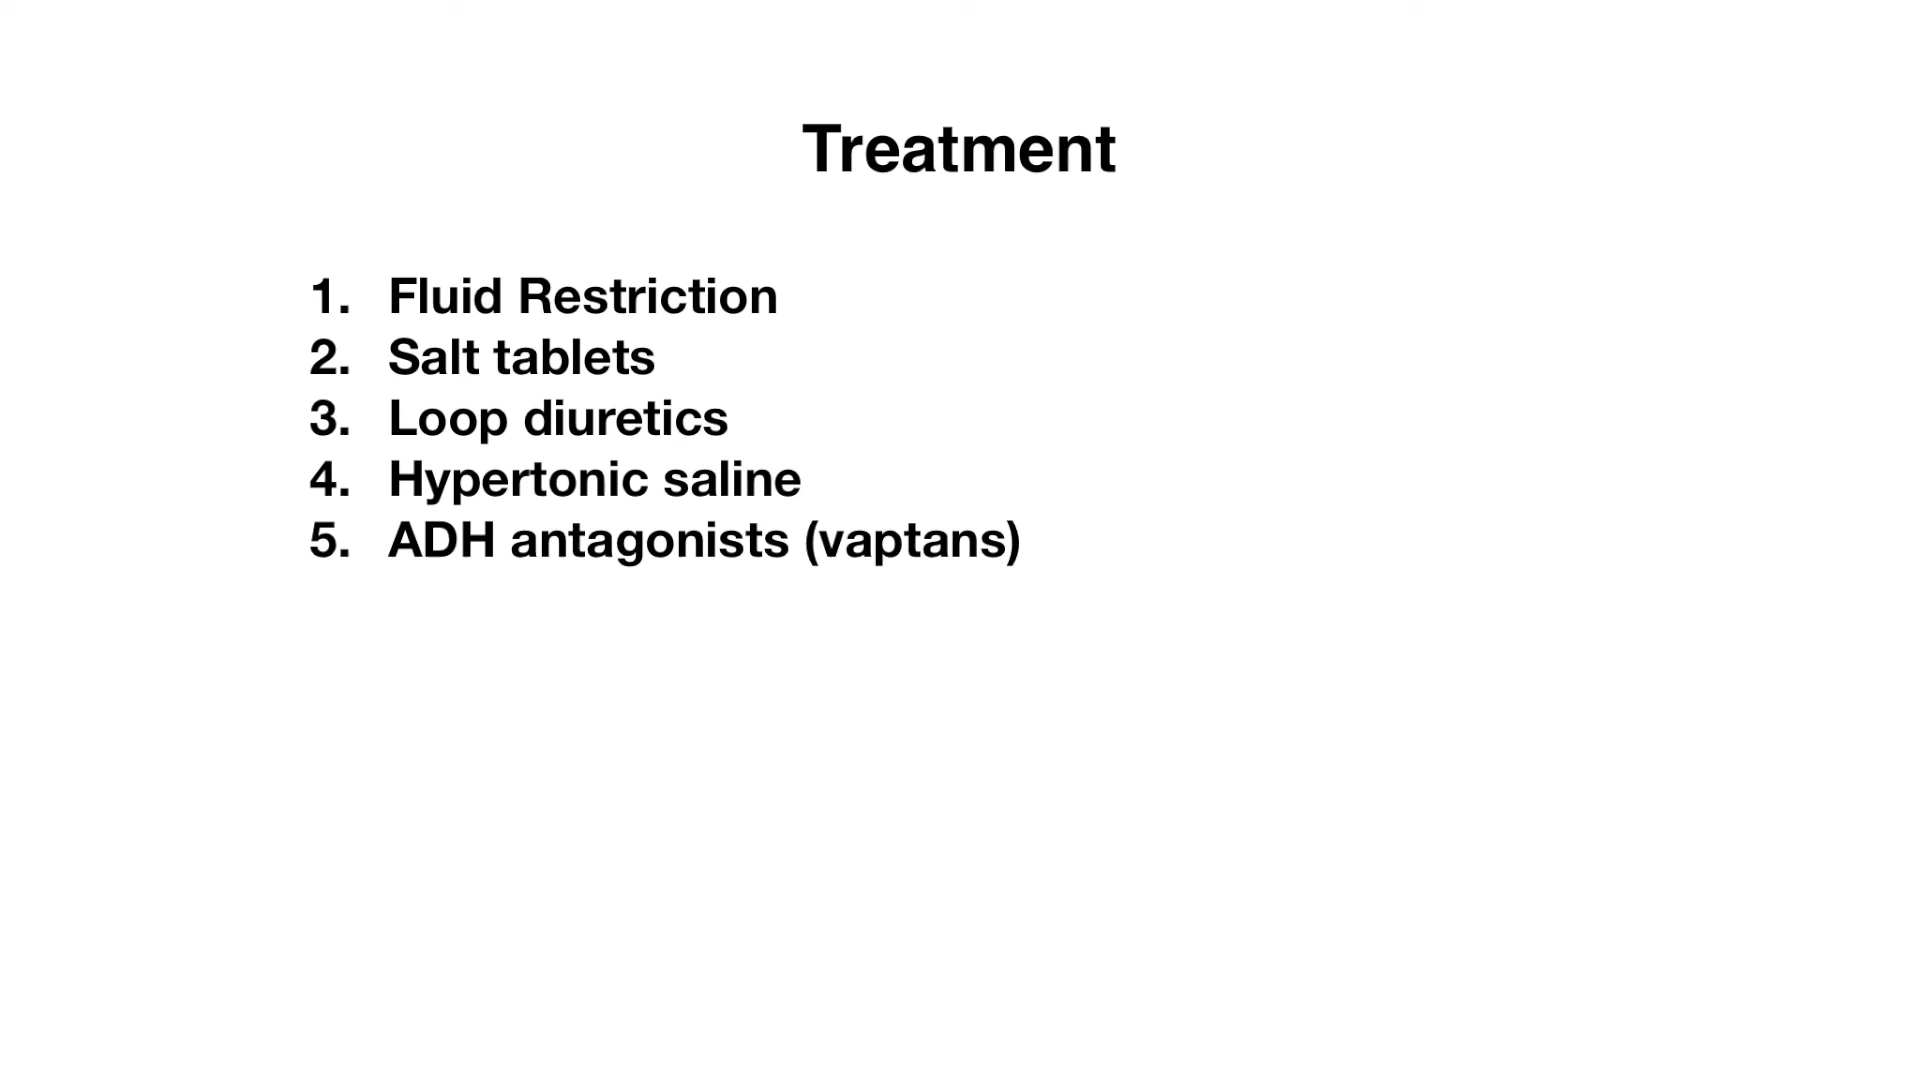 Treatment
1. Fluid Restriction
2. Salt tablets
3. Loop diuretics
4. Hypertonic saline
5. ADH antagonists (vaptans)